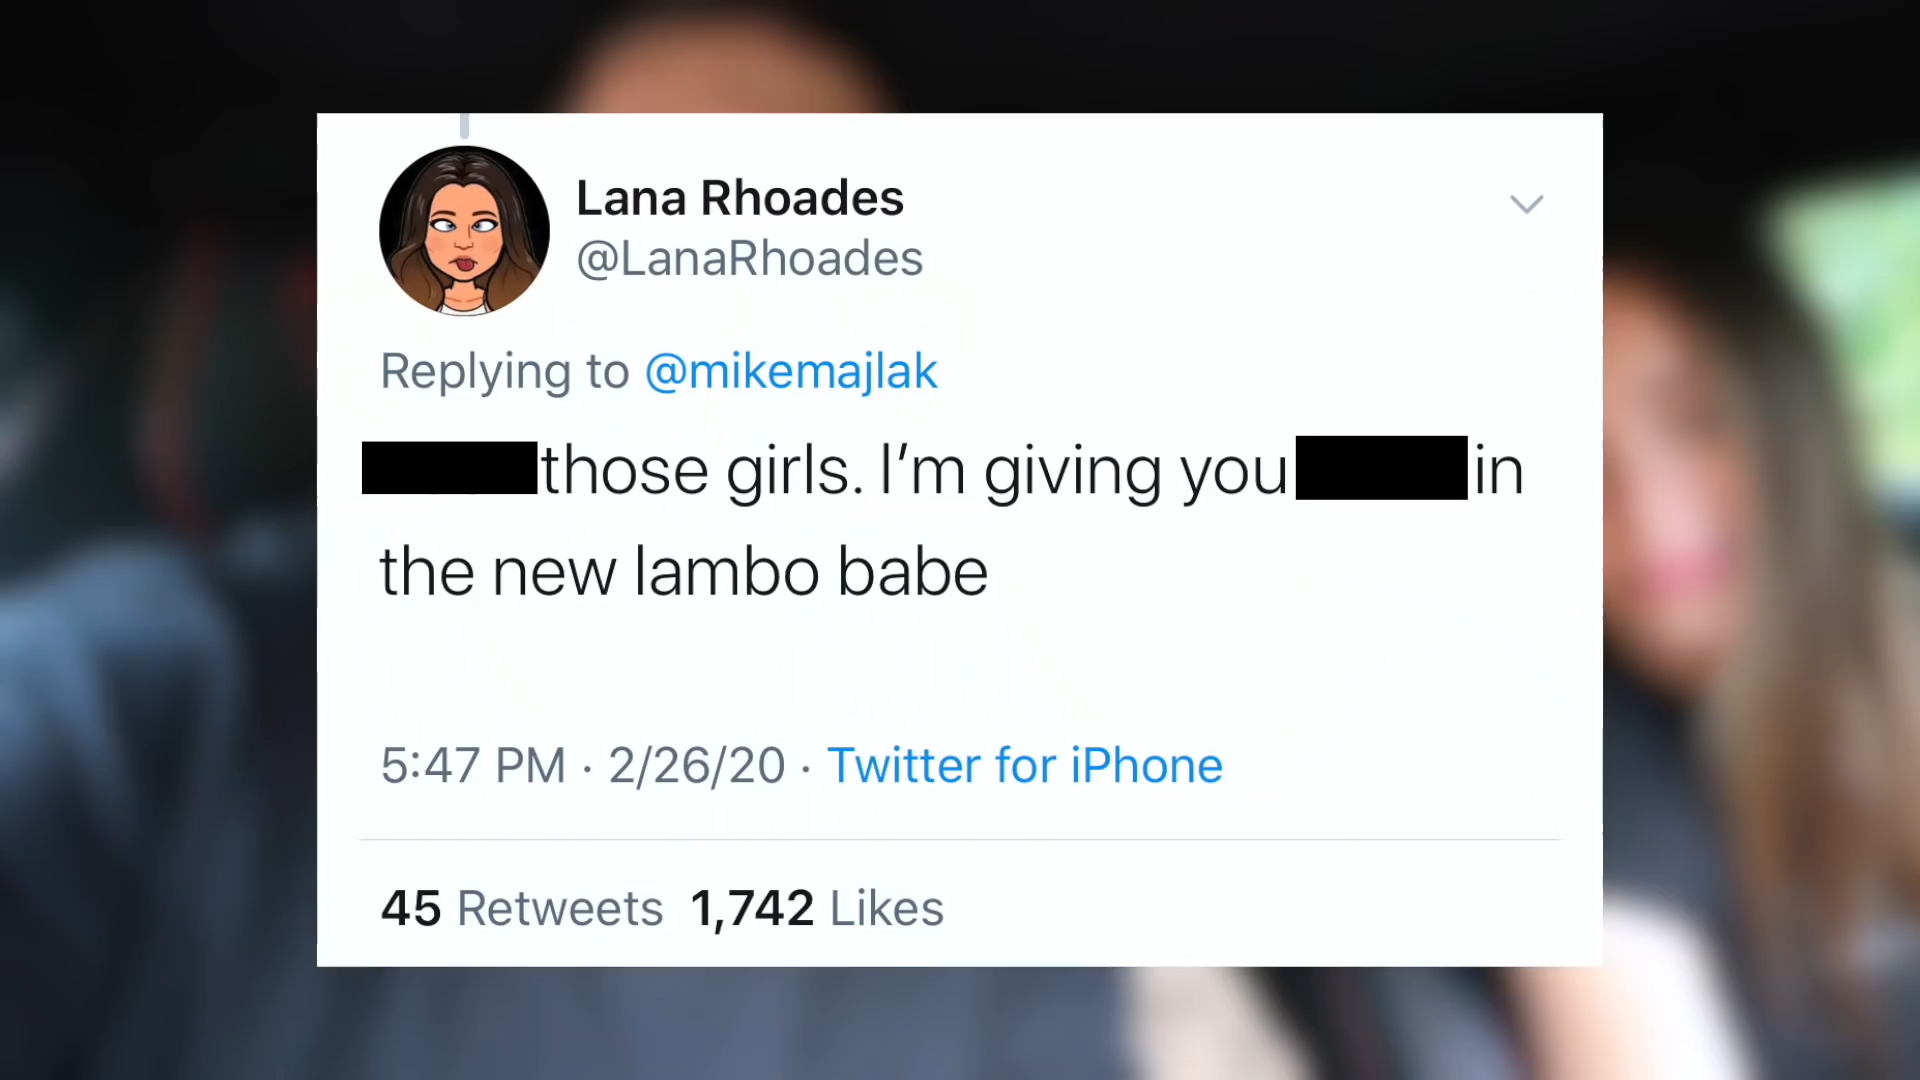 Lana Rhoades
@LanaRhoades
Replying to @mikemajlak
those girls. I'm giving you in
the new lambo babe
5:47 PM · 2/26/20 · Twitter for iPhone
45 Retweets 1,742 Likes